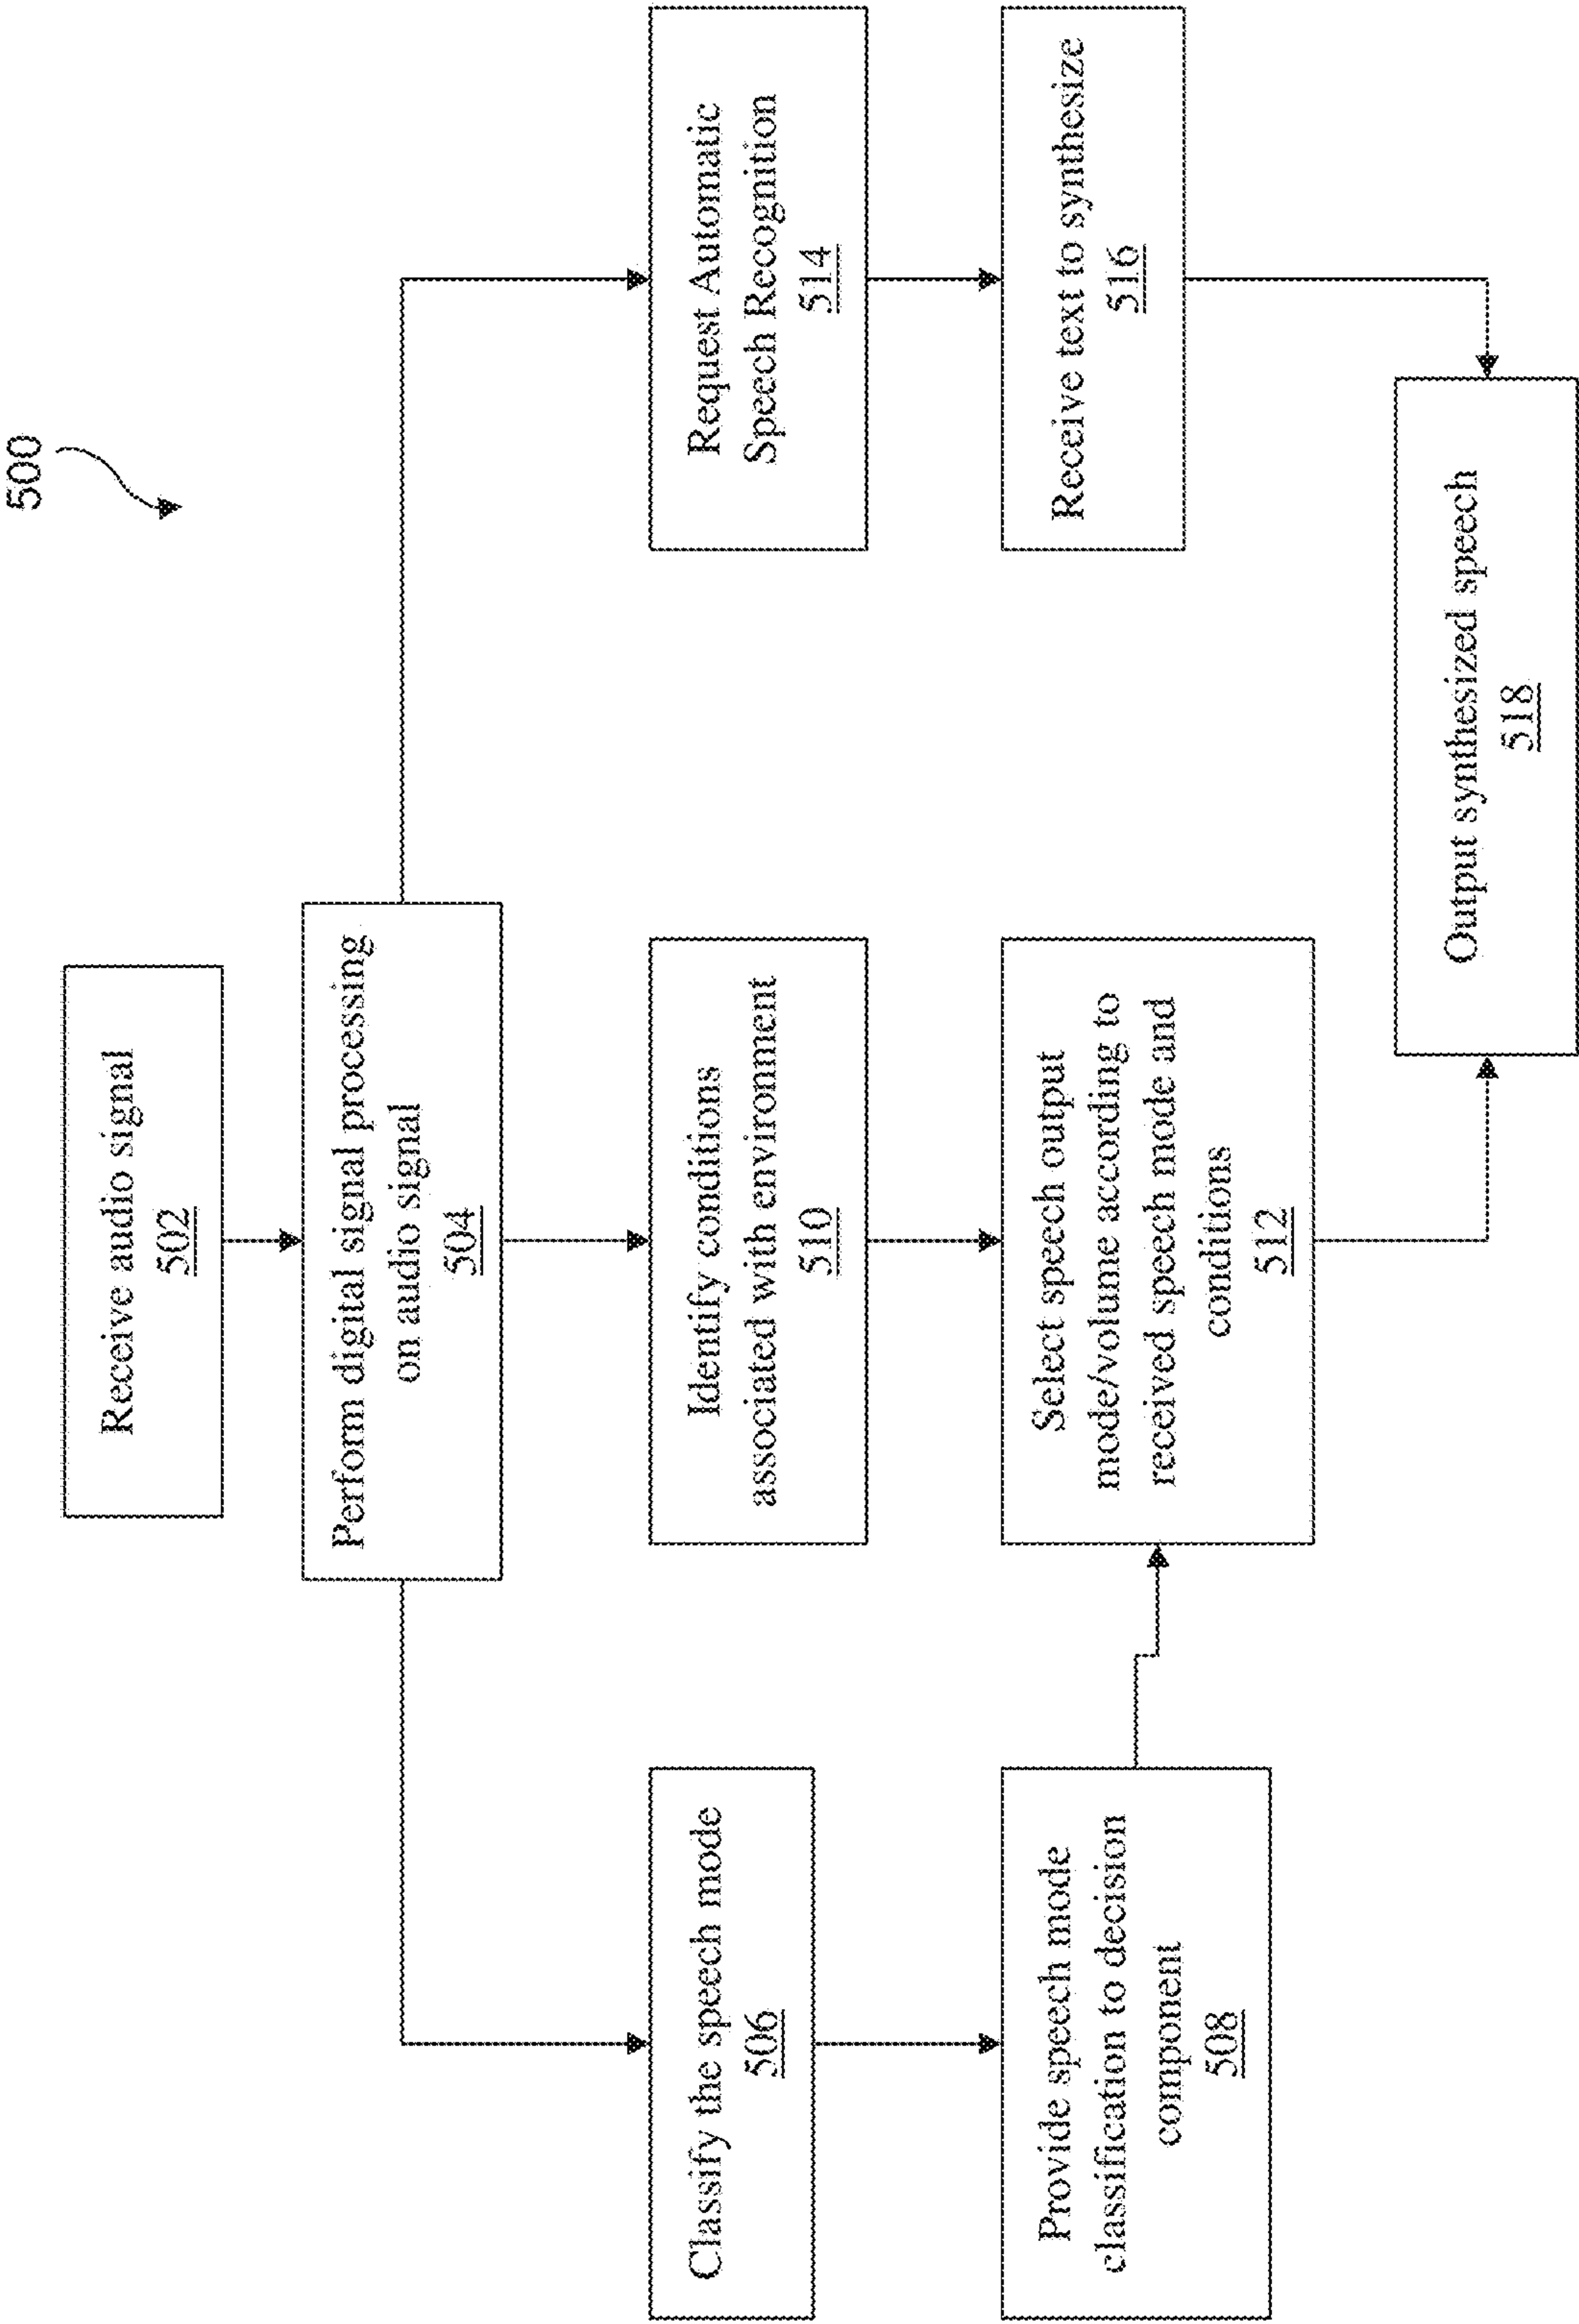 500
Receive audio signal
502
Perform digital signal processing
on audio signal
504
Classify the speech mode
506
Identify conditions
associated with environment
510
Request Automatic
Speech Recognition
514
Provide speech mode
classification to decision
component
508
Select speech output
mode/volume according to
received speech mode and
conditions
512
Receive text to synthesize
516
Output synthesized speech
518